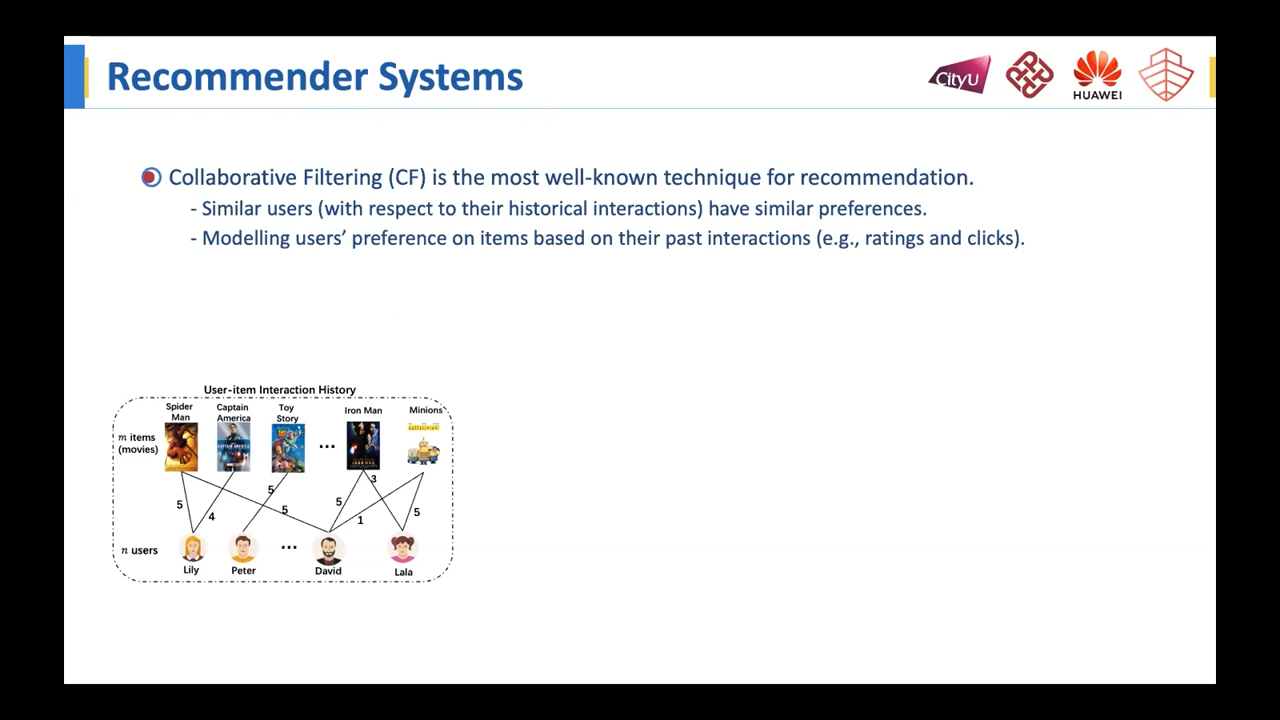 Recommender Systems
CityU
HUAWEI
Collaborative Filtering (CF) is the most well-known technique for recommendation.
- Similar users (with respect to their historical interactions) have similar preferences.
- Modelling users' preference on items based on their past interactions (e.g., ratings and clicks).
User-item Interaction History
Spider Man
Captain America
Toy Story
...
Iron Man
Minions
m items
(movies)
5
4
5
5
5
3
1
5
n users
...
Lily
Peter
David
Lala